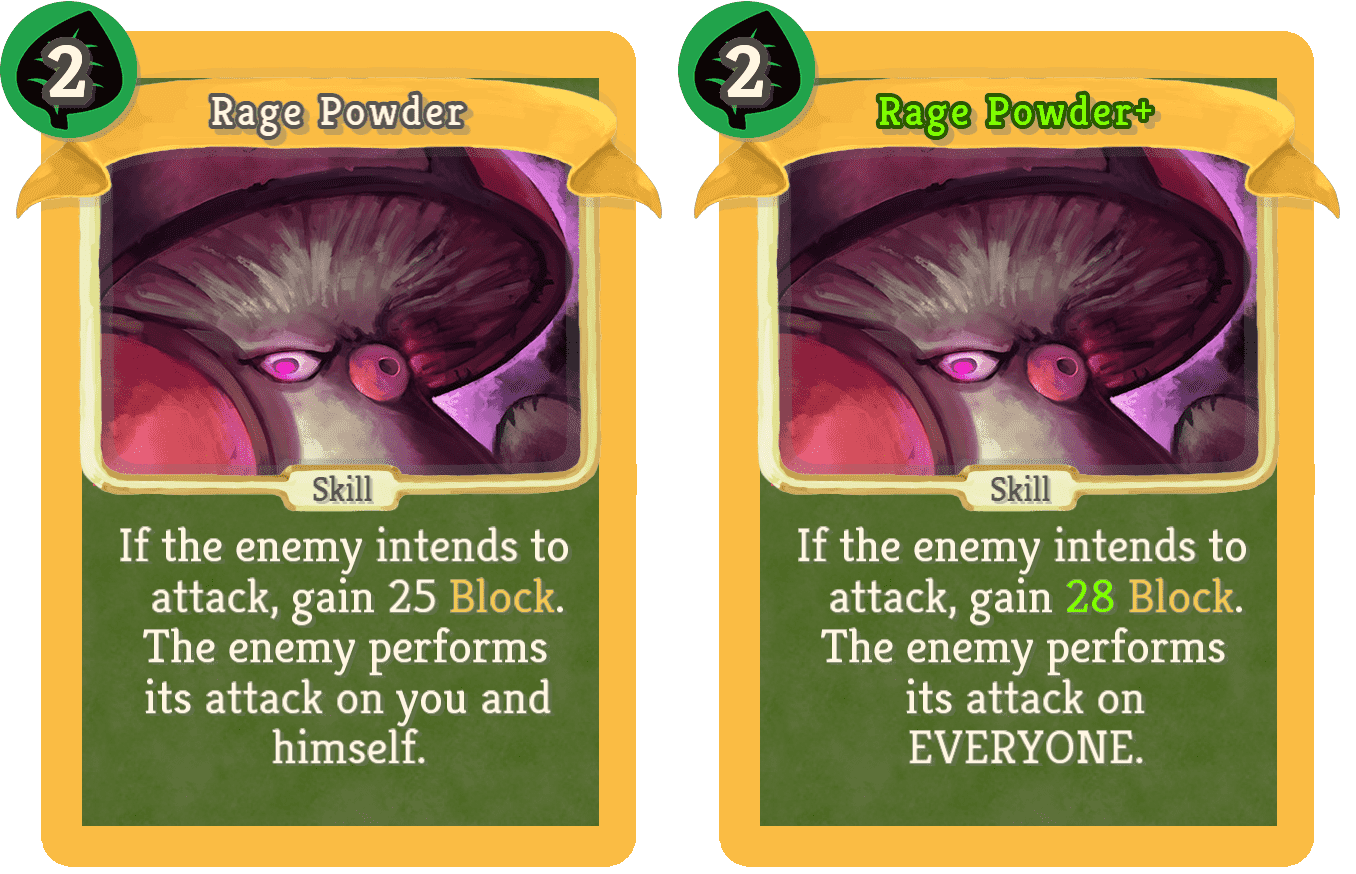 2
Rage Powder
Skill
If the enemy intends to
attack, gain 25 Block.
The enemy performs
its attack on you and
himself.
2
Rage Powder+
Skill
If the enemy intends to
attack, gain 28 Block.
The enemy performs
its attack on
EVERYONE.